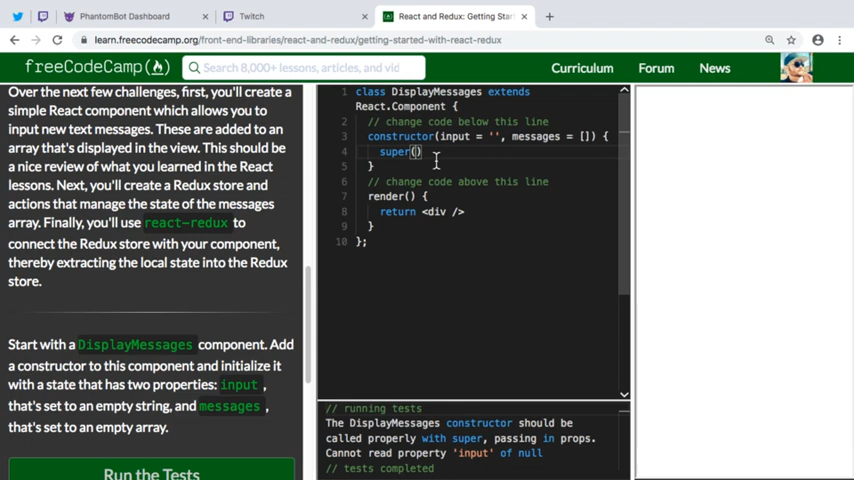 PhantomBot Dashboard
Twitch
React and Redux: Getting Star
learn.freecodecamp.org/front-end-libraries/react-and-redux/getting-started-with-react-redux
freeCodeCamp
Search 8,000+ lessons, articles, and vid
Curriculum
Forum
News
Over the next few challenges, first, you'll create a
simple React component which allows you to
input new text messages. These are added to an
array that's displayed in the view. This should be
a nice review of what you learned in the React
lessons. Next, you'll create a Redux store and
actions that manage the state of the messages
array. Finally, you'll use react-redux to
connect the Redux store with your component,
thereby extracting the local state into the Redux
store.
Start with a DisplayMessages component. Add
a constructor to this component and initialize it
with a state that has two properties: input ,
that's set to an empty string, and messages ,
that's set to an empty array.
Run the Tests
1 class DisplayMessages extends
React.Component {
2 // change code below this line
3 constructor(input = '', messages = []) {
4 super()
5 }
6 // change code above this line
7 render() {
8 return <div />
9 }
10 };
// running tests
The DisplayMessages constructor should be
called properly with super, passing in props.
Cannot read property 'input' of null
// tests completed